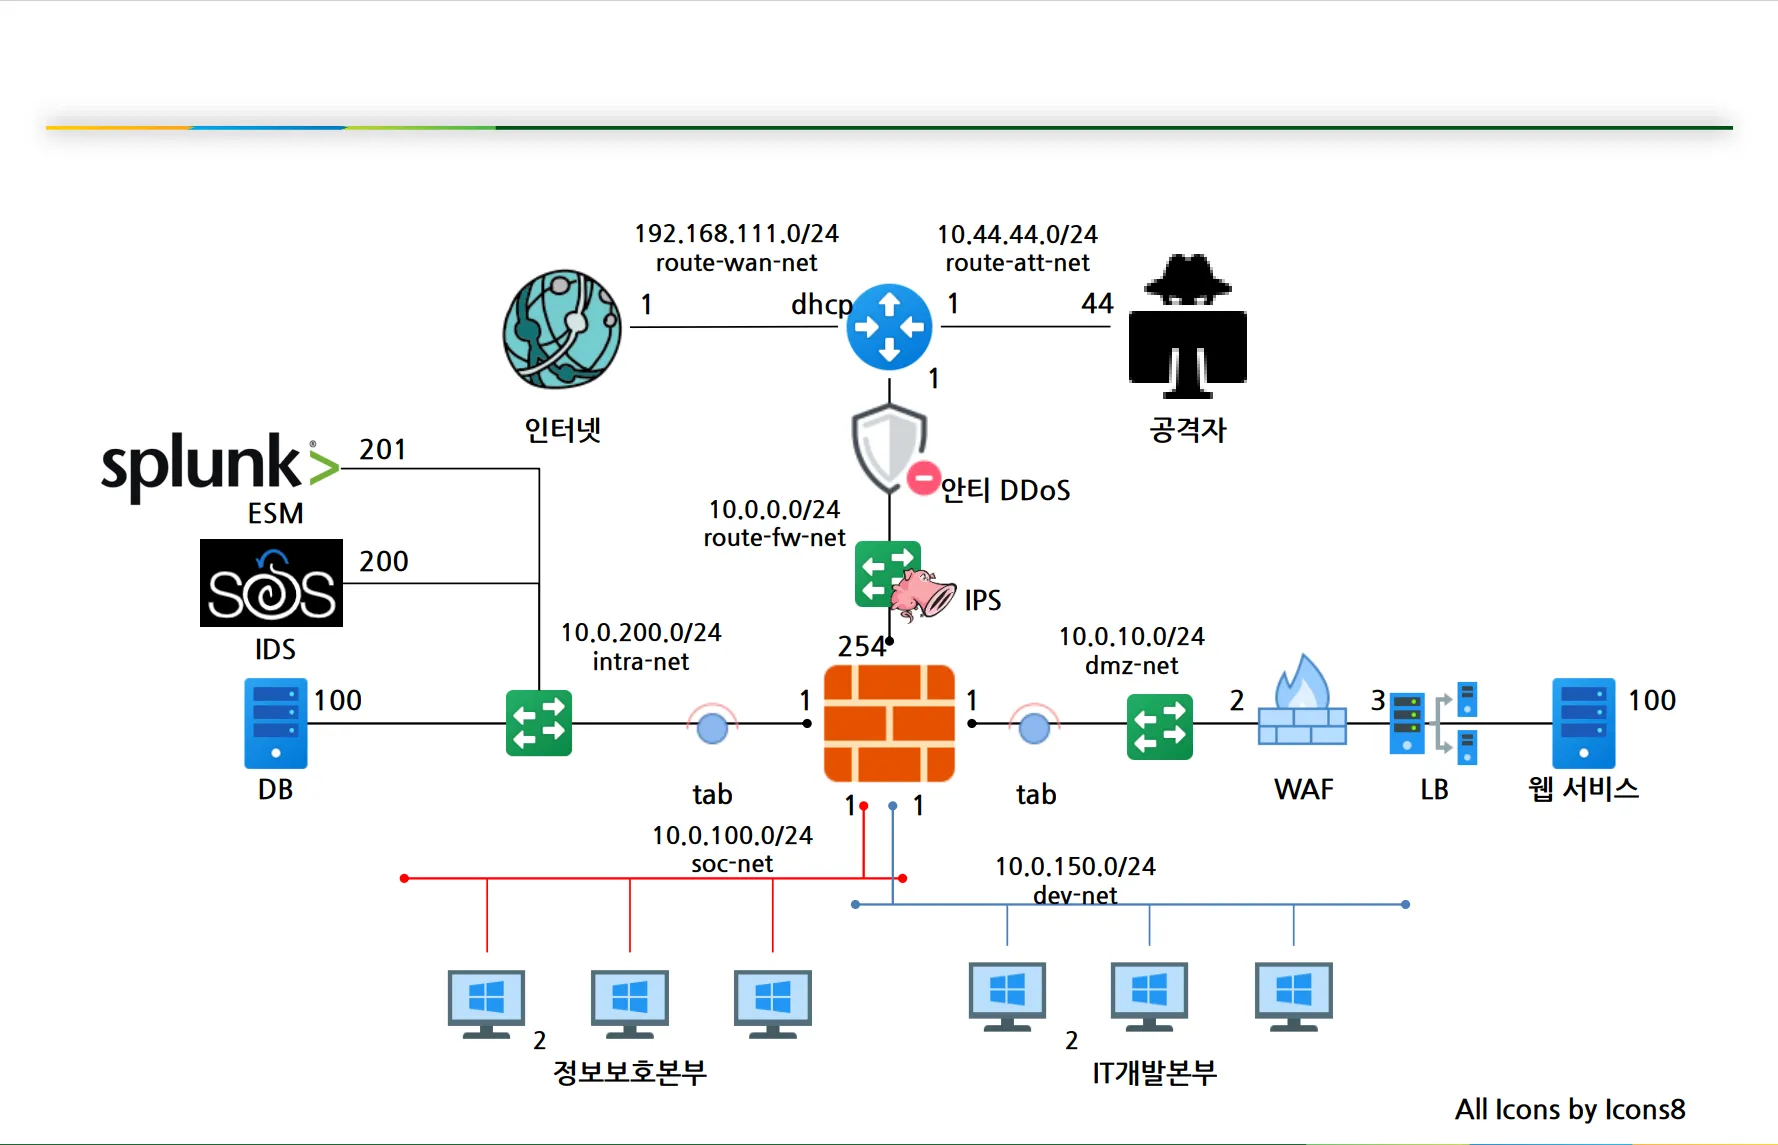 192.168.111.0/24
route-wan-net
10.44.44.0/24
route-att-net
1
dhcp
1
44
1
인터넷
공격자
splunk>®
201
ESM
안티 DDoS
10.0.0.0/24
route-fw-net
SOS
200
IDS
IPS
10.0.200.0/24
intra-net
254
10.0.10.0/24
dmz-net
DB
100
1
1
2
3
100
tab
tab
WAF
LB
웹 서비스
1
1
10.0.100.0/24
soc-net
10.0.150.0/24
dev-net
2
정보보호본부
2
IT개발본부
All Icons by Icons8